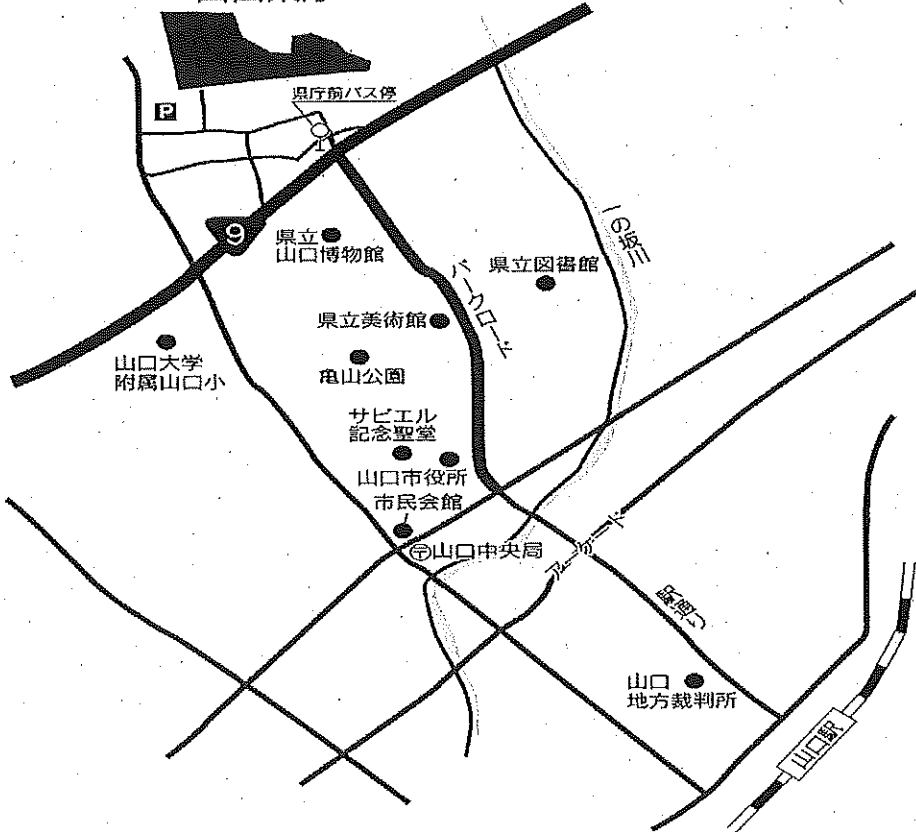 県庁前バス停
P
9
県立
山口博物館
一の坂川
県立図書館
パークロード
県立美術館
山口大学
附属山口小
亀山公園
サビエル
記念聖堂
山口市役所
市民会館
〒山口中央局
アーケード
駅通り
山口
地方裁判所
山口駅